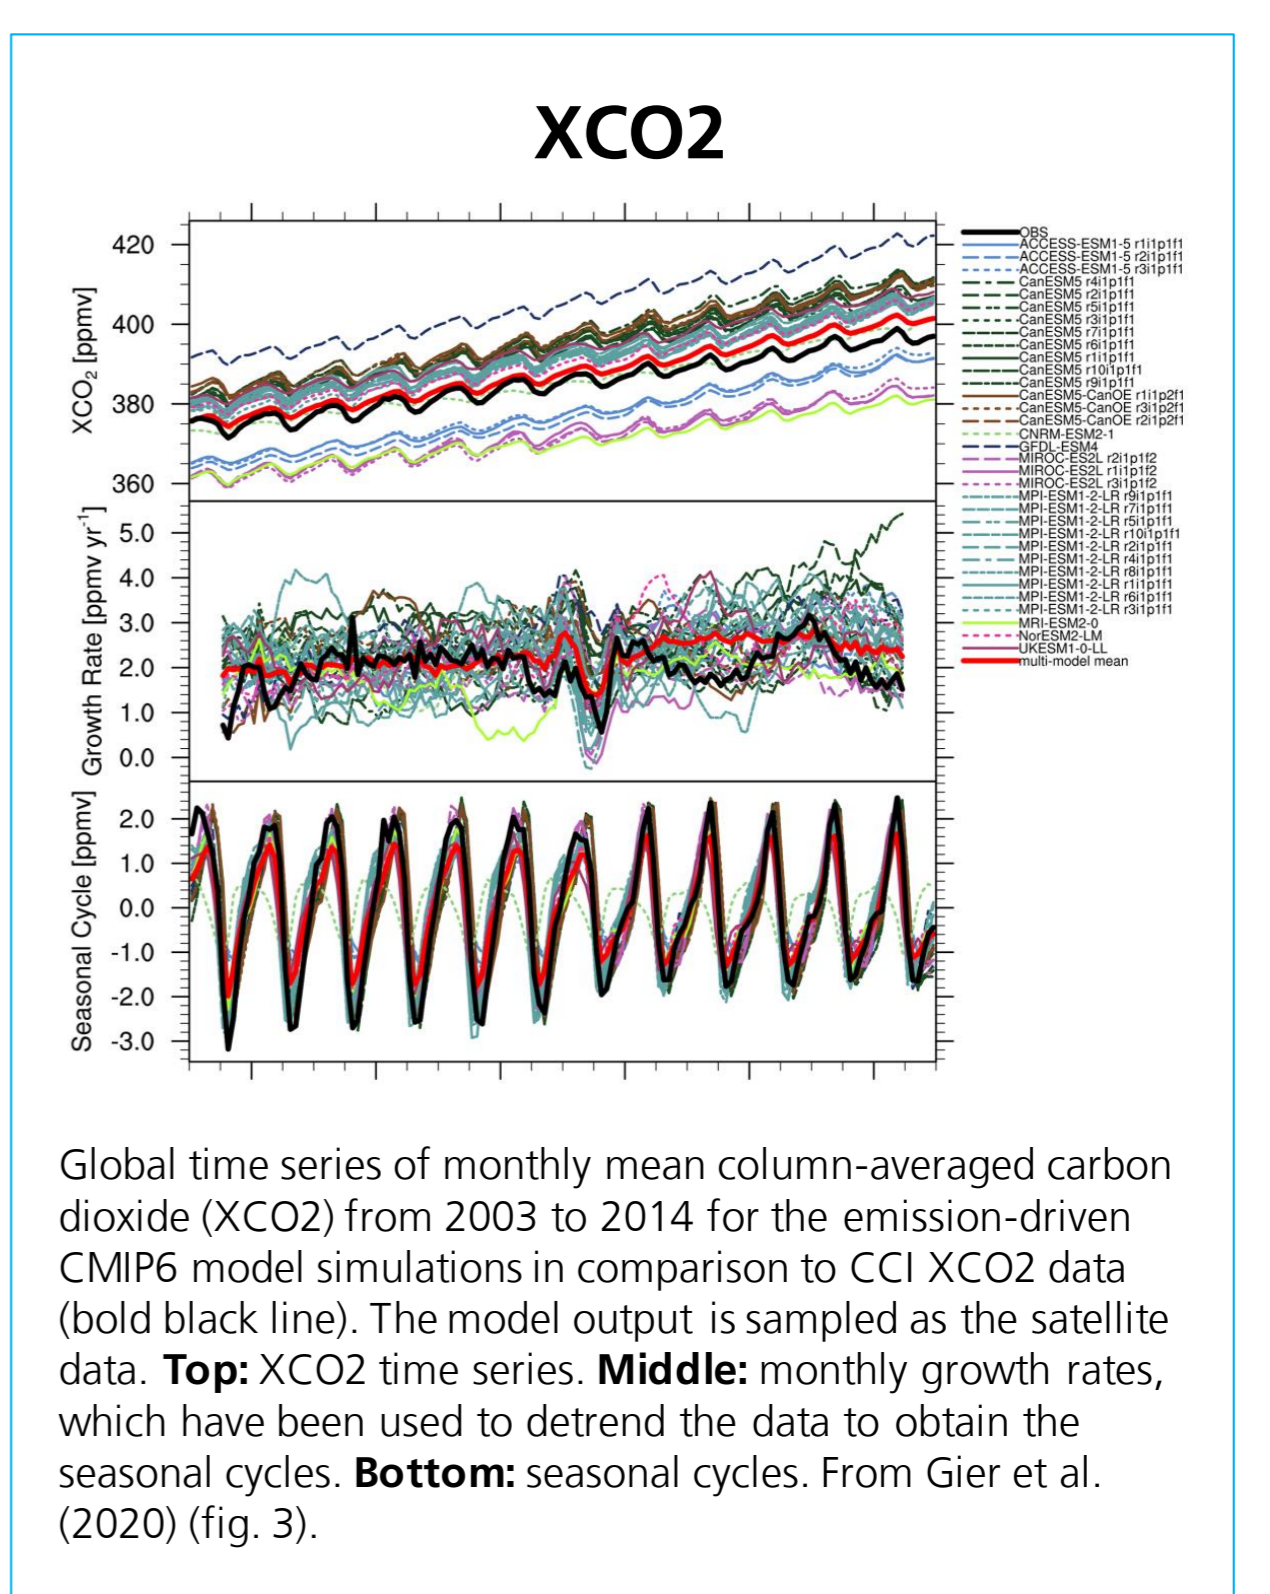 XCO2
420
400
380
360
XCO2 [ppmv]
5.0
4.0
3.0
2.0
1.0
0.0
Growth Rate [ppmv yr-1]
2.0
1.0
0.0
-1.0
-2.0
-3.0
Seasonal Cycle [ppmv]
OBS
ACCESS-ESM1-5 r1i1p1f1
ACCESS-ESM1-5 r2i1p1f1
ACCESS-ESM1-5 r3i1p1f1
CanESM5 r4i1p1f1
CanESM5 r2i1p1f1
CanESM5 r5i1p1f1
CanESM5 r3i1p1f1
CanESM5 r7i1p1f1
CanESM5 r6i1p1f1
CanESM5 r1i1p1f1
CanESM5 r10i1p1f1
CanESM5 r9i1p1f1
CanESM5-CanOE r1i1p2f1
CanESM5-CanOE r3i1p2f1
CanESM5-CanOE r2i1p2f1
CNRM-ESM2-1
GFDL-ESM4
MIROC-ES2L r2i1p1f2
MIROC-ES2L r1i1p1f2
MIROC-ES2L r3i1p1f2
MPI-ESM1-2-LR r9i1p1f1
MPI-ESM1-2-LR r7i1p1f1
MPI-ESM1-2-LR r5i1p1f1
MPI-ESM1-2-LR r10i1p1f1
MPI-ESM1-2-LR r2i1p1f1
MPI-ESM1-2-LR r4i1p1f1
MPI-ESM1-2-LR r8i1p1f1
MPI-ESM1-2-LR r1i1p1f1
MPI-ESM1-2-LR r6i1p1f1
MPI-ESM1-2-LR r3i1p1f1
MRI-ESM2-0
NorESM2-LM
UKESM1-0-LL
multi-model mean
Global time series of monthly mean column-averaged carbon
dioxide (XCO2) from 2003 to 2014 for the emission-driven
CMIP6 model simulations in comparison to CCI XCO2 data
(bold black line). The model output is sampled as the satellite
data. Top: XCO2 time series. Middle: monthly growth rates,
which have been used to detrend the data to obtain the
seasonal cycles. Bottom: seasonal cycles. From Gier et al.
(2020) (fig. 3).